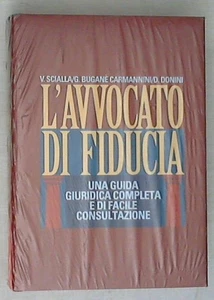 V. SCIALLA/G. BUGANÈ CARMANNINI/O. DONINI
L'AVVOCATO
DI FIDUCIA
UNA GUIDA
GIURIDICA COMPLETA
E DI FACILE
CONSULTAZIONE